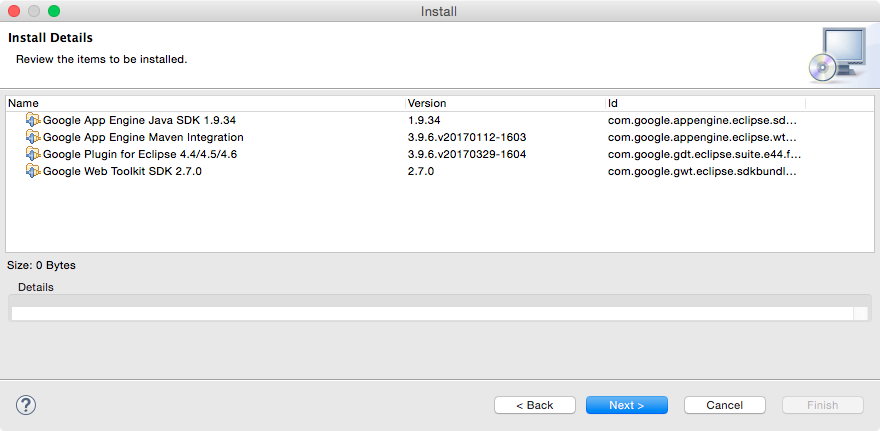 Install
Install Details
Review the items to be installed.
Name Version Id
Google App Engine Java SDK 1.9.34 1.9.34 com.google.appengine.eclipse.sd...
Google App Engine Maven Integration 3.9.6.v20170112-1603 com.google.appengine.eclipse.wt...
Google Plugin for Eclipse 4.4/4.5/4.6 3.9.6.v20170329-1604 com.google.gdt.eclipse.suite.e44.f...
Google Web Toolkit SDK 2.7.0 2.7.0 com.google.gwt.eclipse.sdkbundl...
Size: 0 Bytes
Details
? < Back Next > Cancel Finish